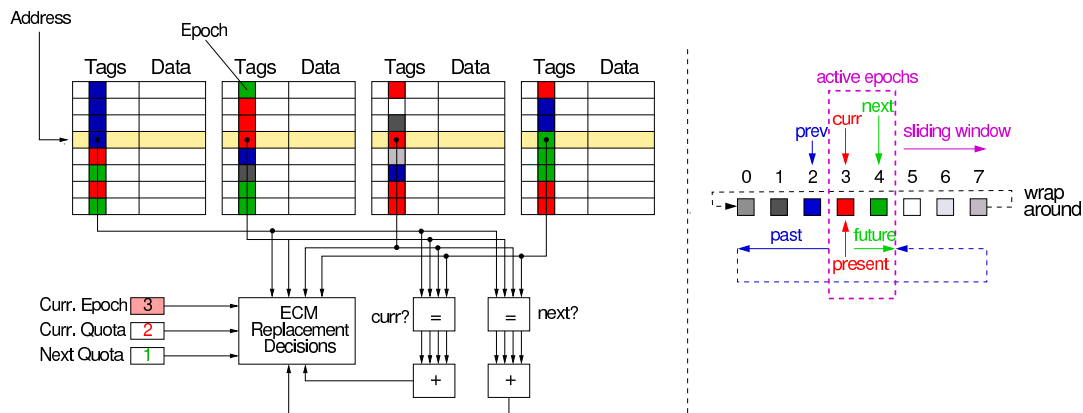 Address
Epoch
Tags Data Tags Data Tags Data Tags Data
active epochs
next
curr
prev
sliding window
0 1 2 3 4 5 6 7
wrap
around
past
future
present
Curr. Epoch 3
Curr. Quota 2
Next Quota 1
ECM
Replacement
Decisions
curr?
=
=
next?
+
+